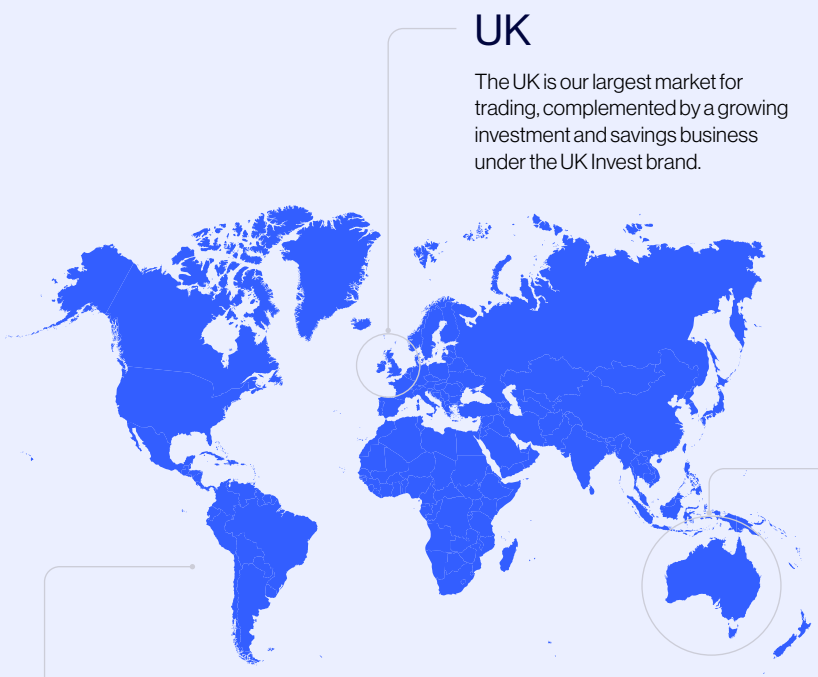 UK
The UK is our largest market for
trading, complemented by a growing
investment and savings business
under the UK Invest brand.